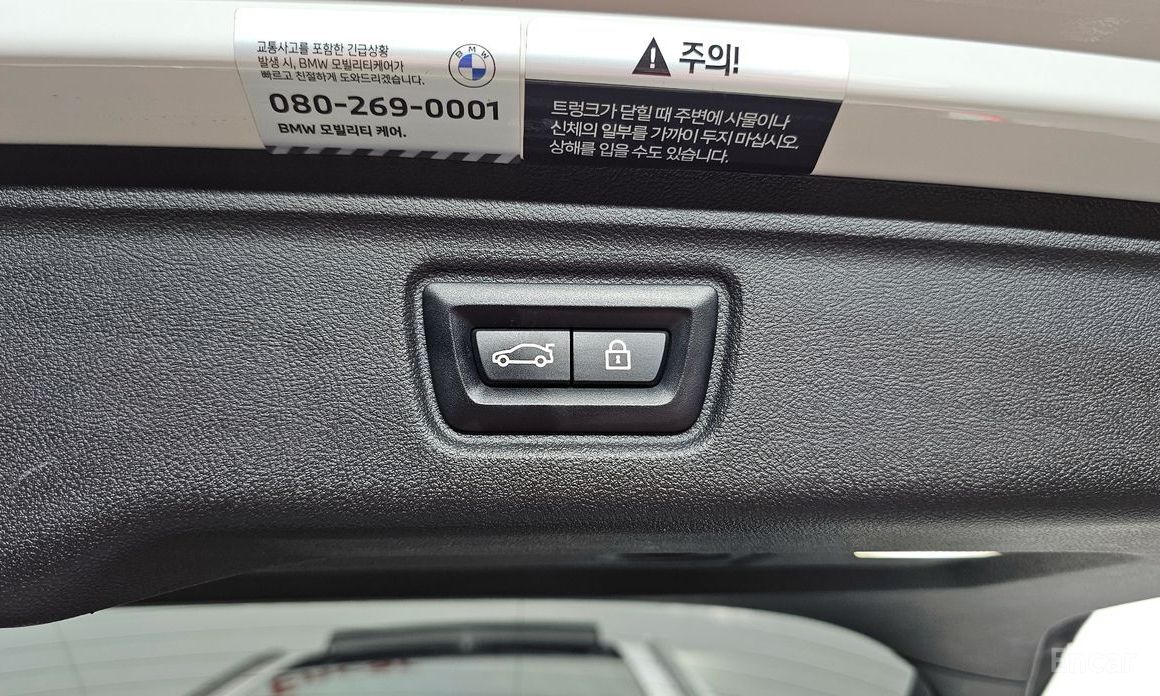 교통사고를 포함한 긴급상황
발생 시, BMW 모빌리티케어가
빠르고 친절하게 도와드리겠습니다.
080-269-0001
BMW 모빌리티 케어.
BMW
주의!
트렁크가 닫힐 때 주변에 사물이나
신체의 일부를 가까이 두지 마십시오.
상해를 입을 수도 있습니다.
Encar